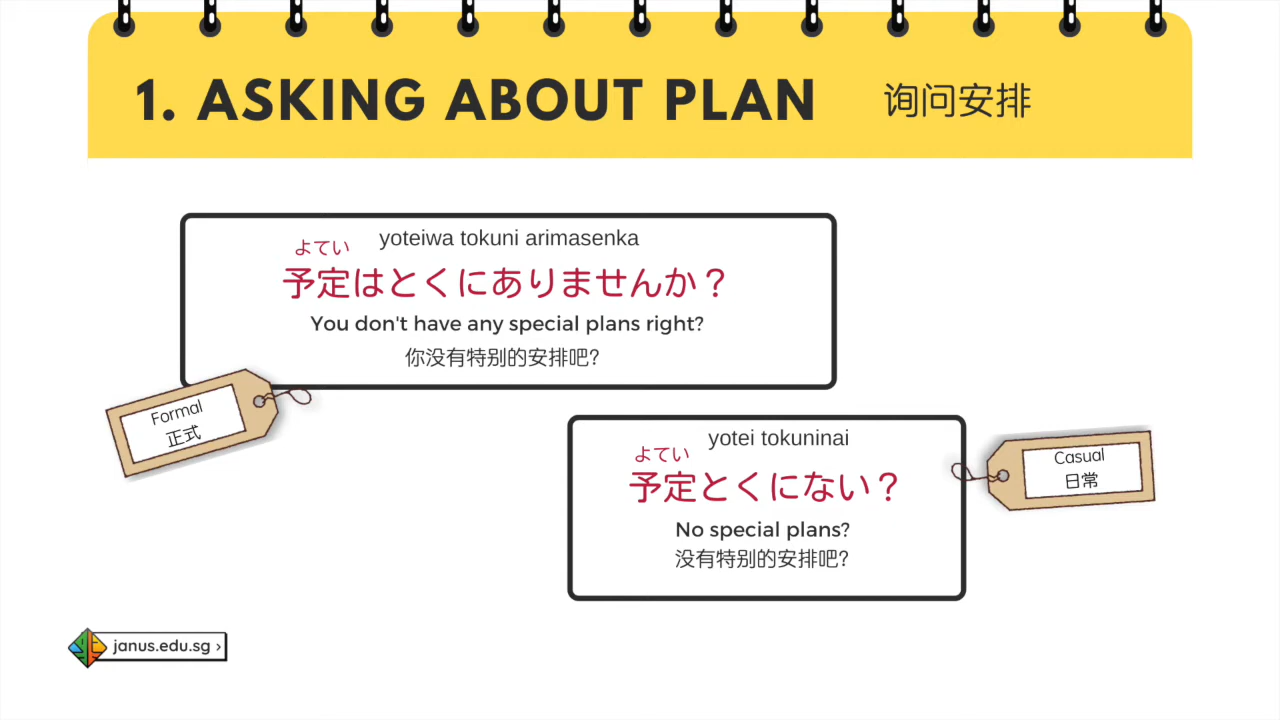 1. ASKING ABOUT PLAN 询问安排
yoteiwa tokuni arimasenka
よてい
予定はとくにありませんか？
You don't have any special plans right?
你没有特别的安排吧?
Formal
正式
yotei tokuninai
よてい
予定とくにない？
No special plans?
没有特别的安排吧?
Casual
日常
janus.edu.sg ›